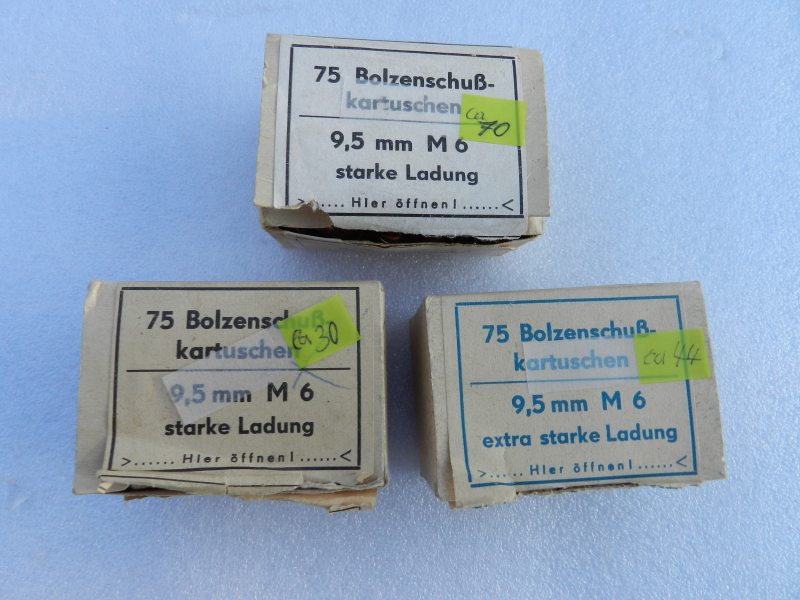 75 Bolzenschuß-
kartuschen
ca 70
9,5 mm M 6
starke Ladung
>...... Hier öffnen! ......<
75 Bolzenschuß-
kartuschen
ca 30
9,5 mm M 6
starke Ladung
>...... Hier öffnen! ......<
75 Bolzenschuß-
kartuschen
ca 44
9,5 mm M 6
extra starke Ladung
>...... Hier öffnen! ......<